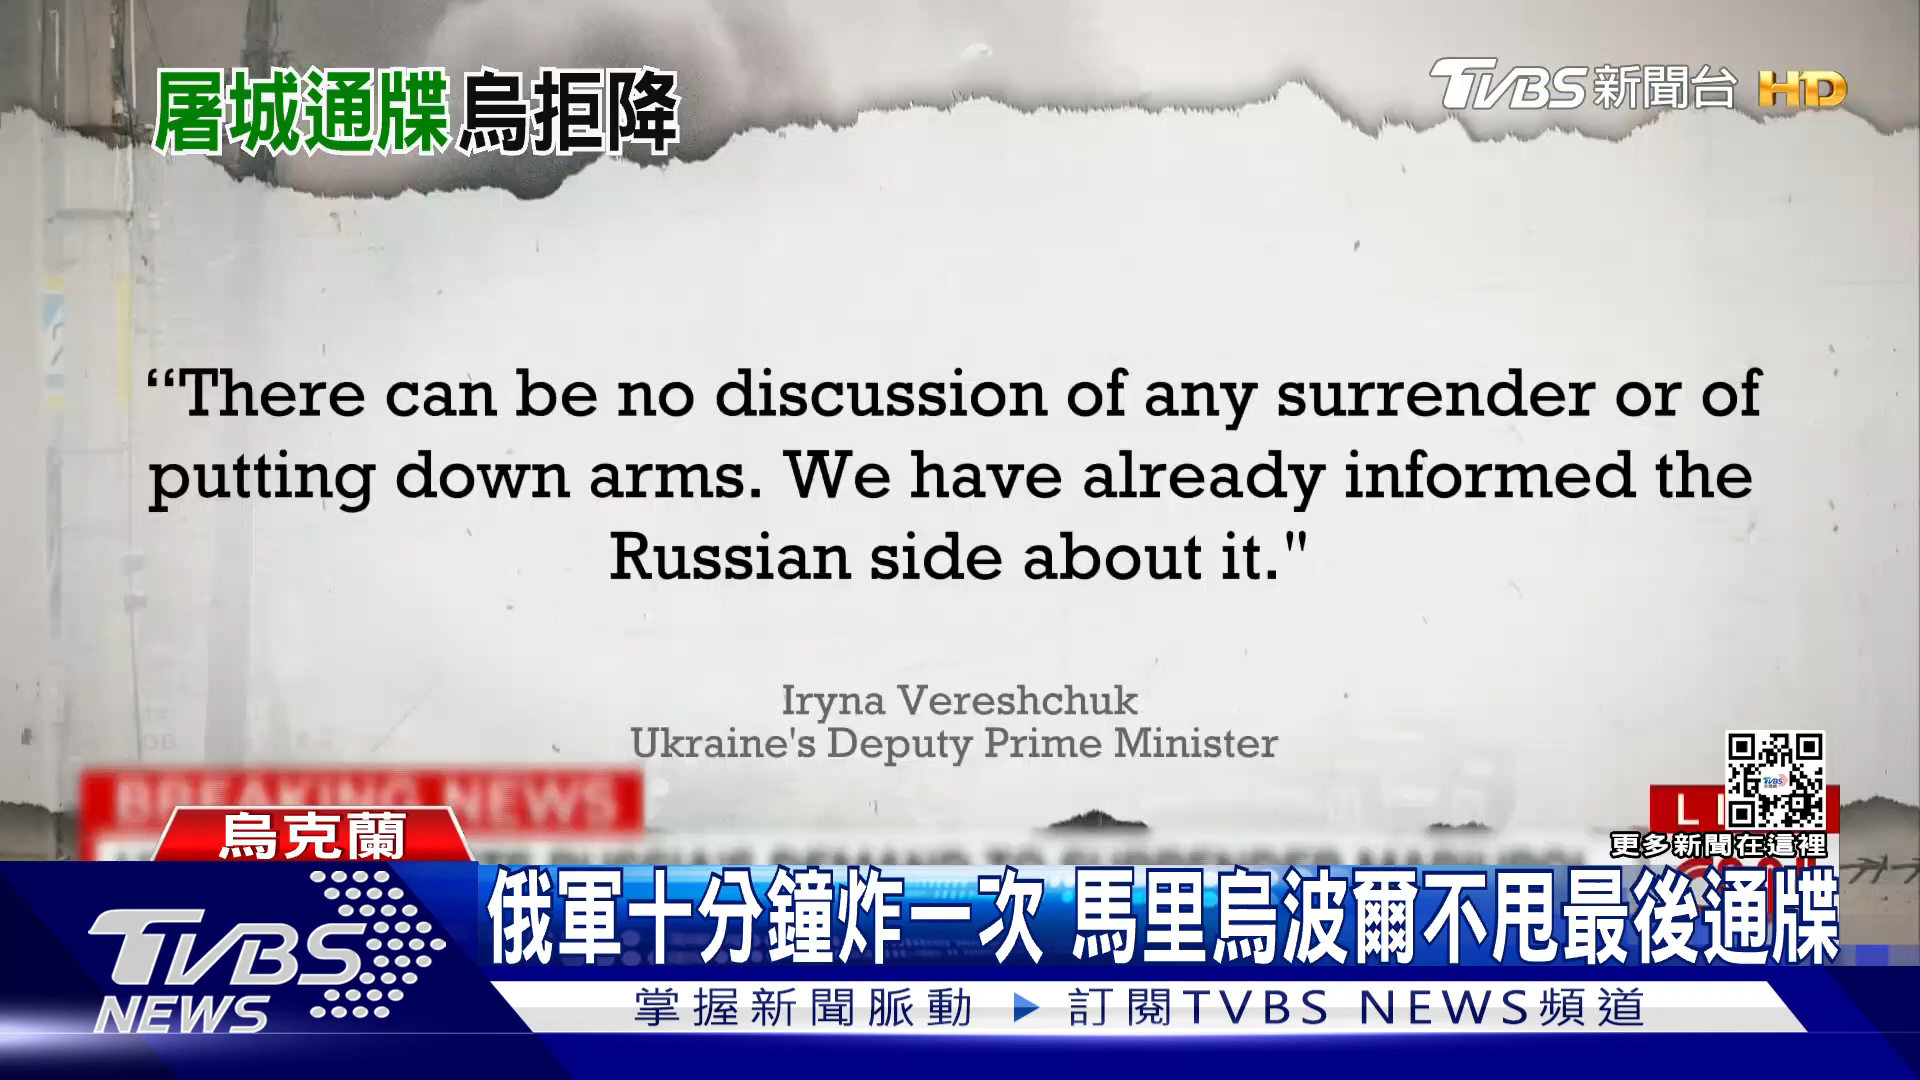 屠城通牒 烏拒降
TVBS新聞台 HD
“There can be no discussion of any surrender or of
putting down arms. We have already informed the
Russian side about it."
Iryna Vereshchuk
Ukraine's Deputy Prime Minister
BREAKING NEWS
烏克蘭
TVBS
更多新聞在這裡
俄軍十分鐘炸一次 馬里烏波爾不甩最後通牒
TVBS
NEWS
掌握新聞脈動 ▶ 訂閱TVBS NEWS頻道